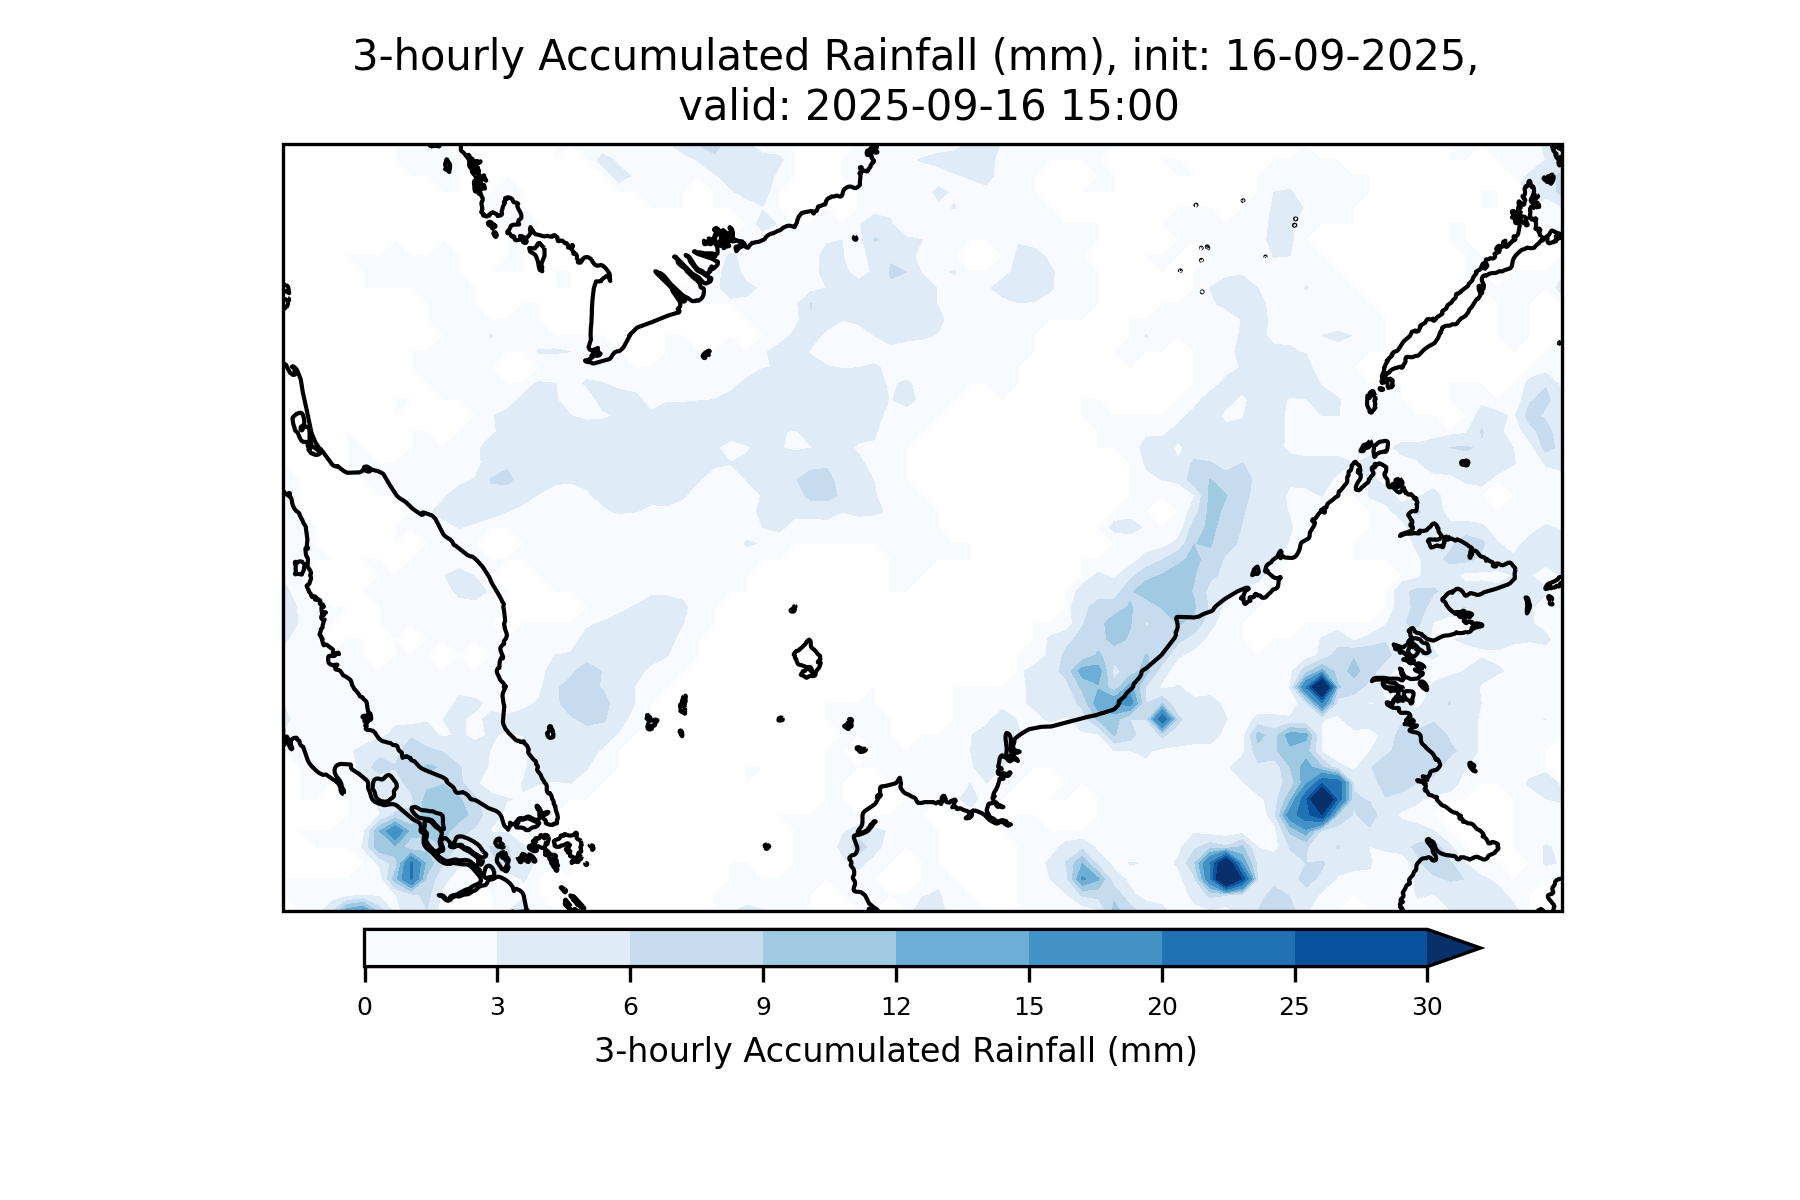 3-hourly Accumulated Rainfall (mm), init: 16-09-2025,
valid: 2025-09-16 15:00
0 3 6 9 12 15 20 25 30
3-hourly Accumulated Rainfall (mm)